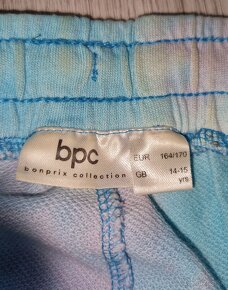 bpc
bonprix collection
EUR 164/170
GB 14-15
yrs